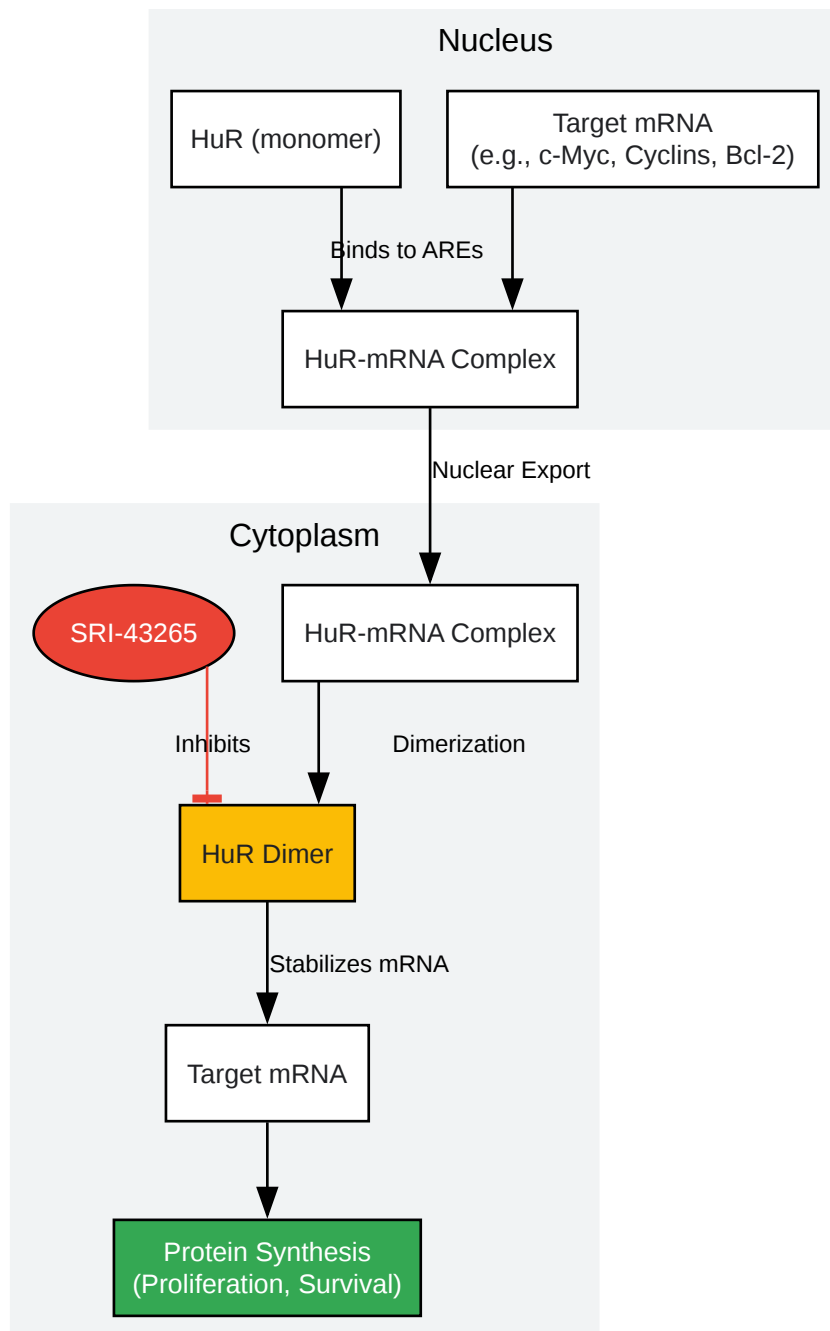 Nucleus
HuR (monomer)
Target mRNA
(e.g., c-Myc, Cyclins, Bcl-2)
Binds to AREs
HuR-mRNA Complex
Nuclear Export
Cytoplasm
SRI-43265
HuR-mRNA Complex
Inhibits
Dimerization
HuR Dimer
Stabilizes mRNA
Target mRNA
Protein Synthesis
(Proliferation, Survival)